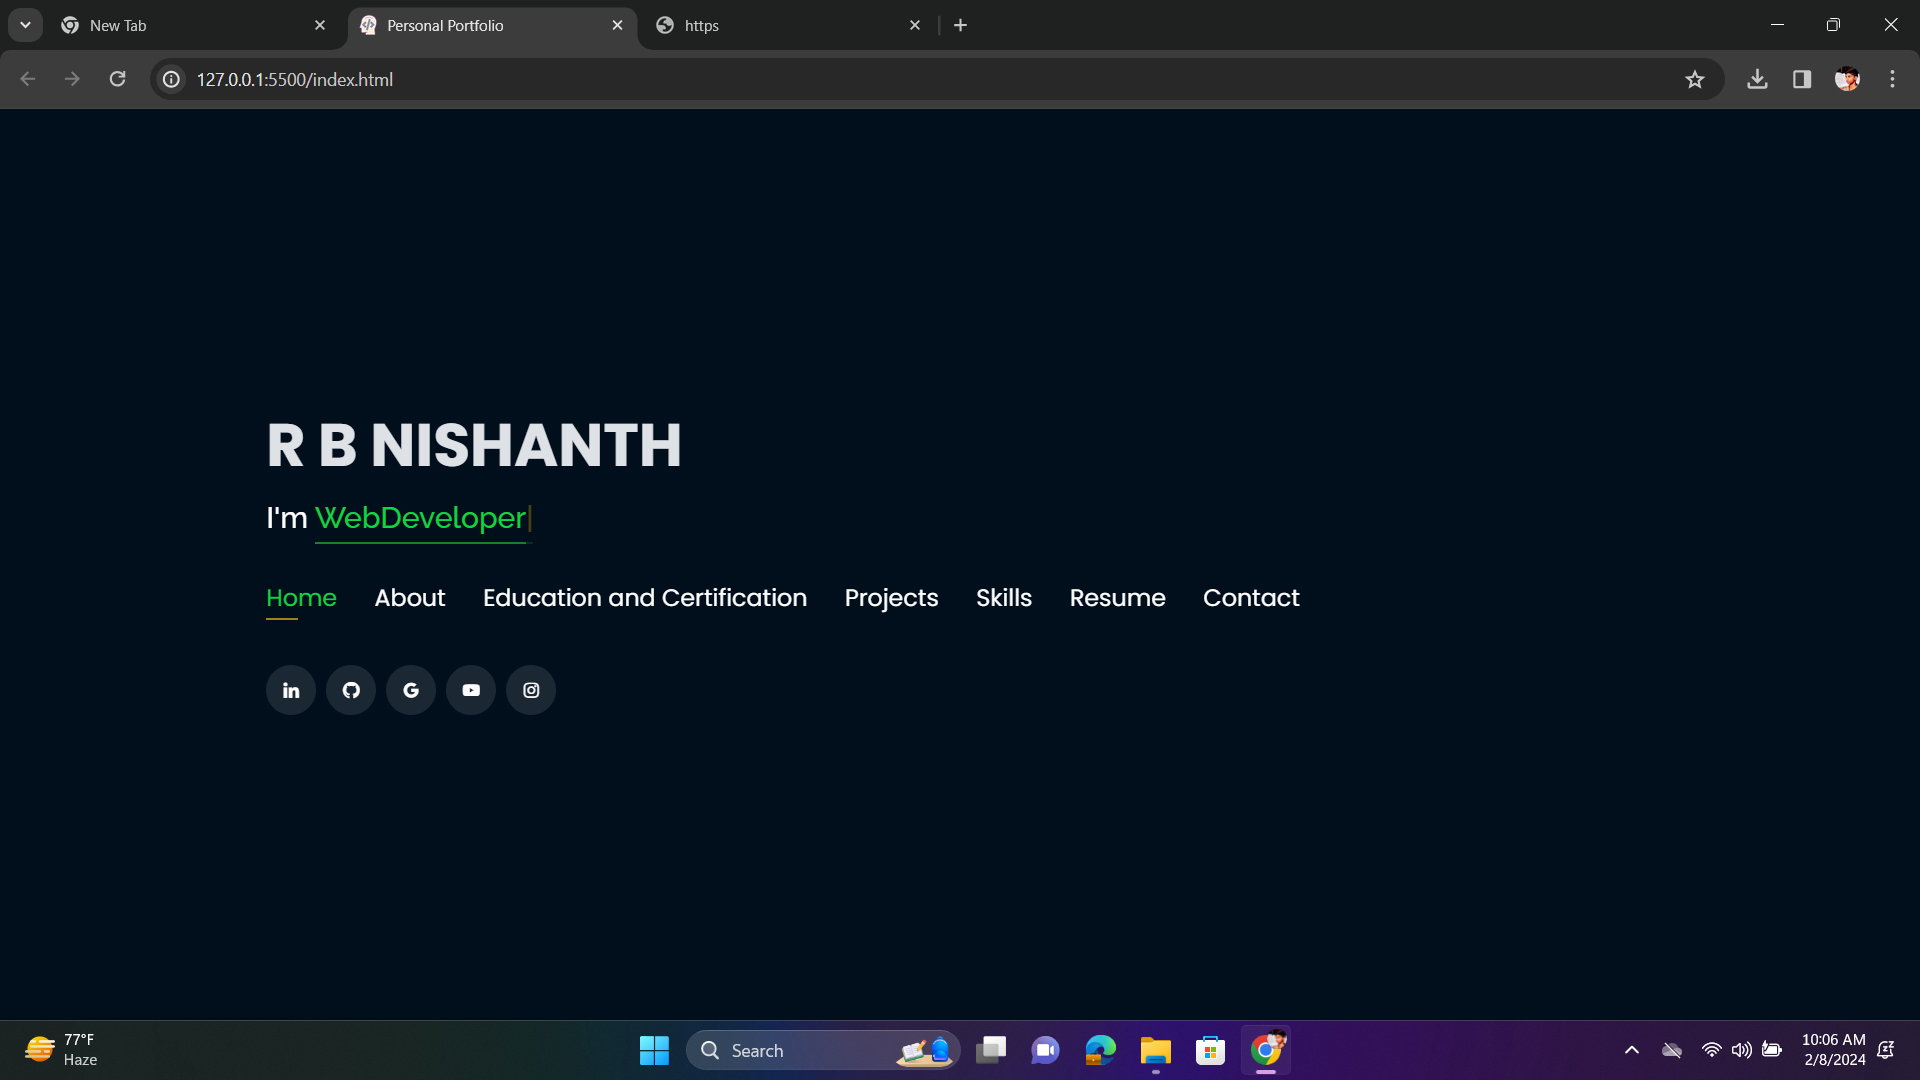 New Tab
Personal Portfolio
https
127.0.0.1:5500/index.html
R B NISHANTH
I'm WebDeveloper|
Home About Education and Certification Projects Skills Resume Contact
77°F
Haze
Search
10:06 AM
2/8/2024